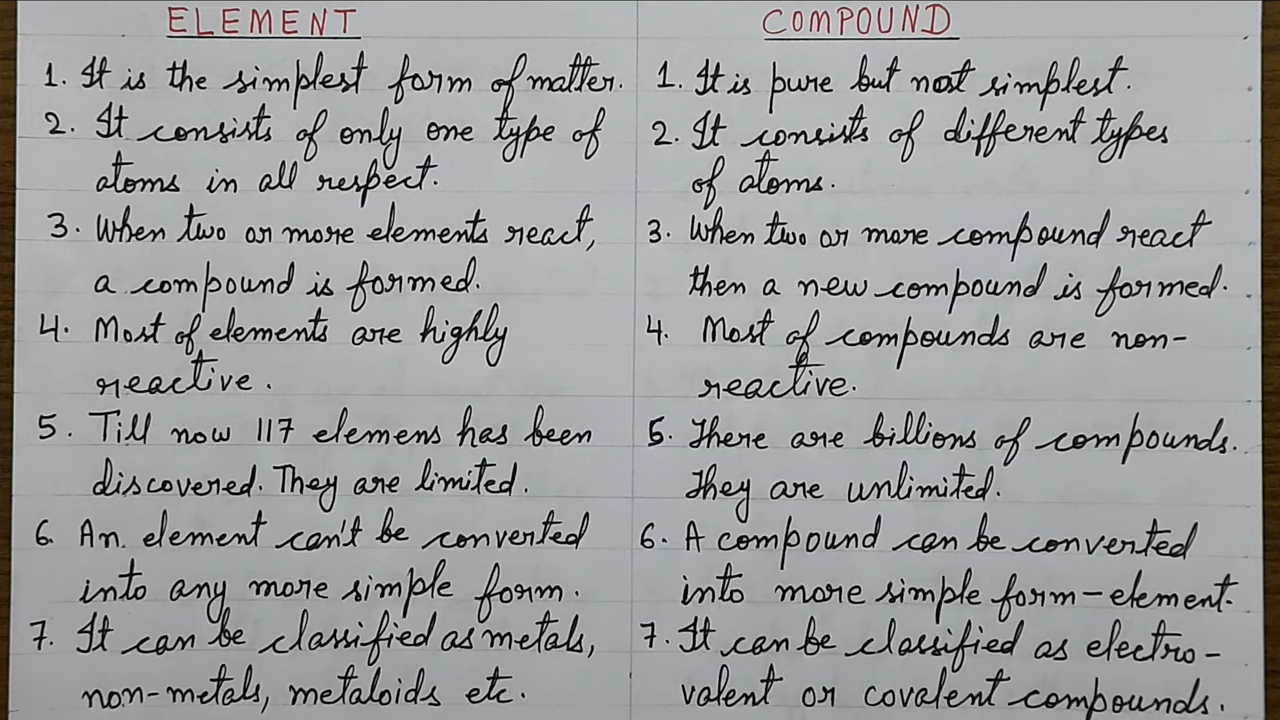 ELEMENT
1. It is the simplest form of matter.
2. It consists of only one type of
atoms in all respect.
3. When two or more elements react,
a compound is formed.
4. Most of elements are highly
reactive.
5. Till now 117 elemens has been
discovered. They are limited.
6. An element can't be converted
into any more simple form.
7. It can be classified as metals,
non-metals, metaloids etc.
COMPOUND
1. It is pure but not simplest.
2. It consists of different types
of atoms.
3. When two or more compound react
then a new compound is formed.
4. Most of compounds are non-
reactive.
5. There are billions of compounds.
They are unlimited.
6. A compound can be converted
into more simple form-element.
7. It can be classified as electro-
valent or covalent compounds.